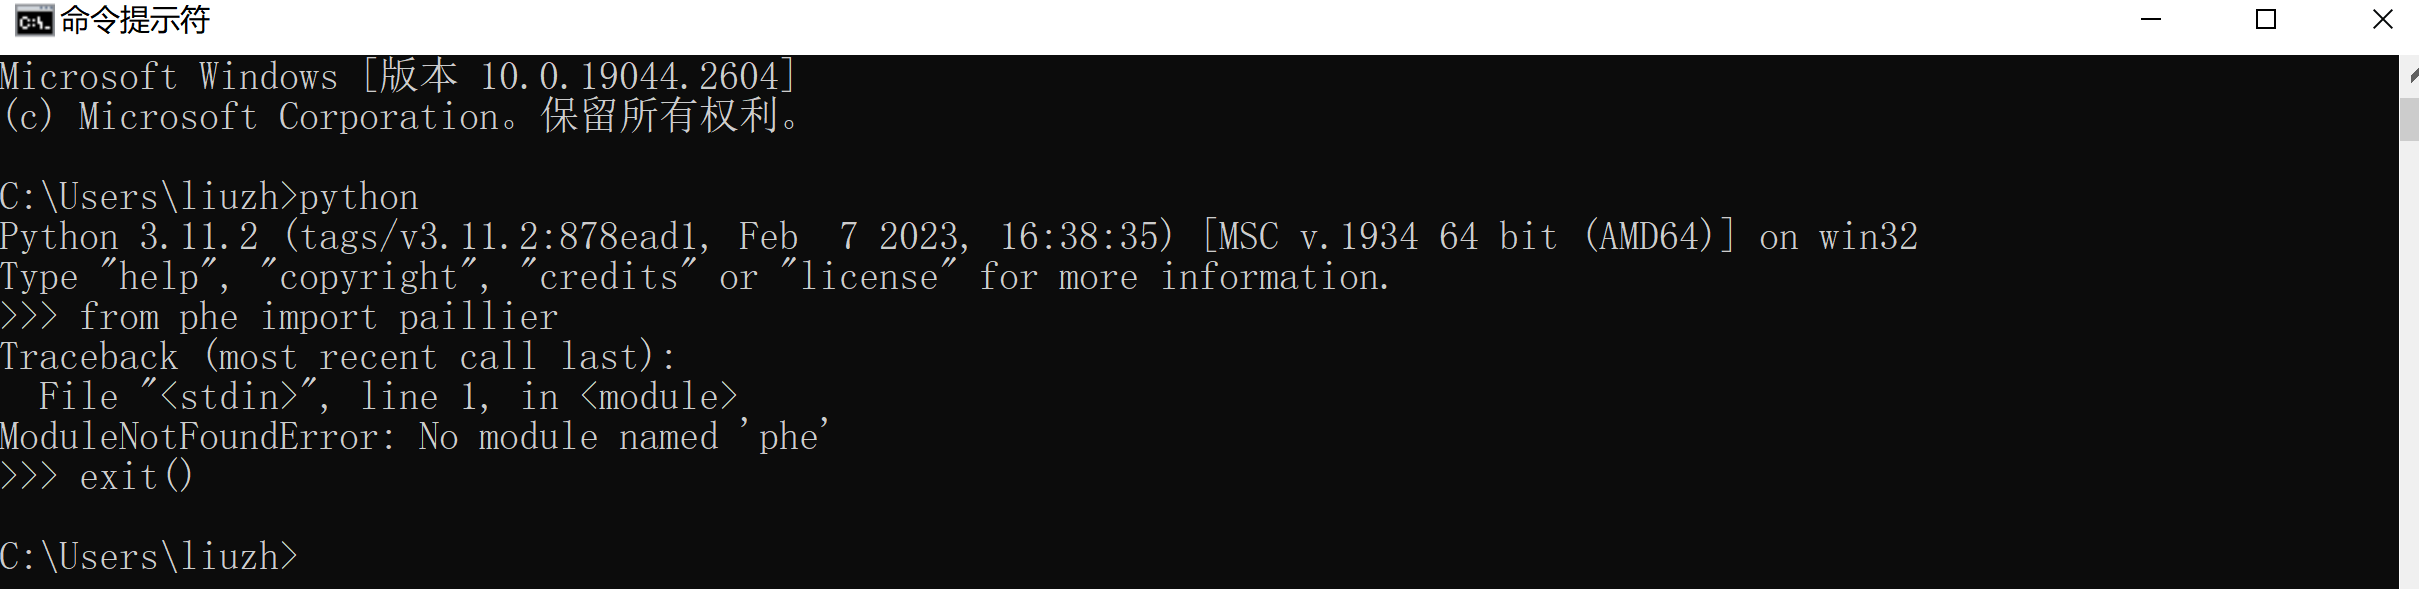 命令提示符
Microsoft Windows [版本 10.0.19044.2604]
(c) Microsoft Corporation。保留所有权利。
C:\Users\liuzh>python
Python 3.11.2 (tags/v3.11.2:878ead1, Feb  7 2023, 16:38:35) [MSC v.1934 64 bit (AMD64)] on win32
Type "help", "copyright", "credits" or "license" for more information.
>>> from phe import paillier
Traceback (most recent call last):
  File "<stdin>", line 1, in <module>
ModuleNotFoundError: No module named 'phe'
>>> exit()
C:\Users\liuzh>